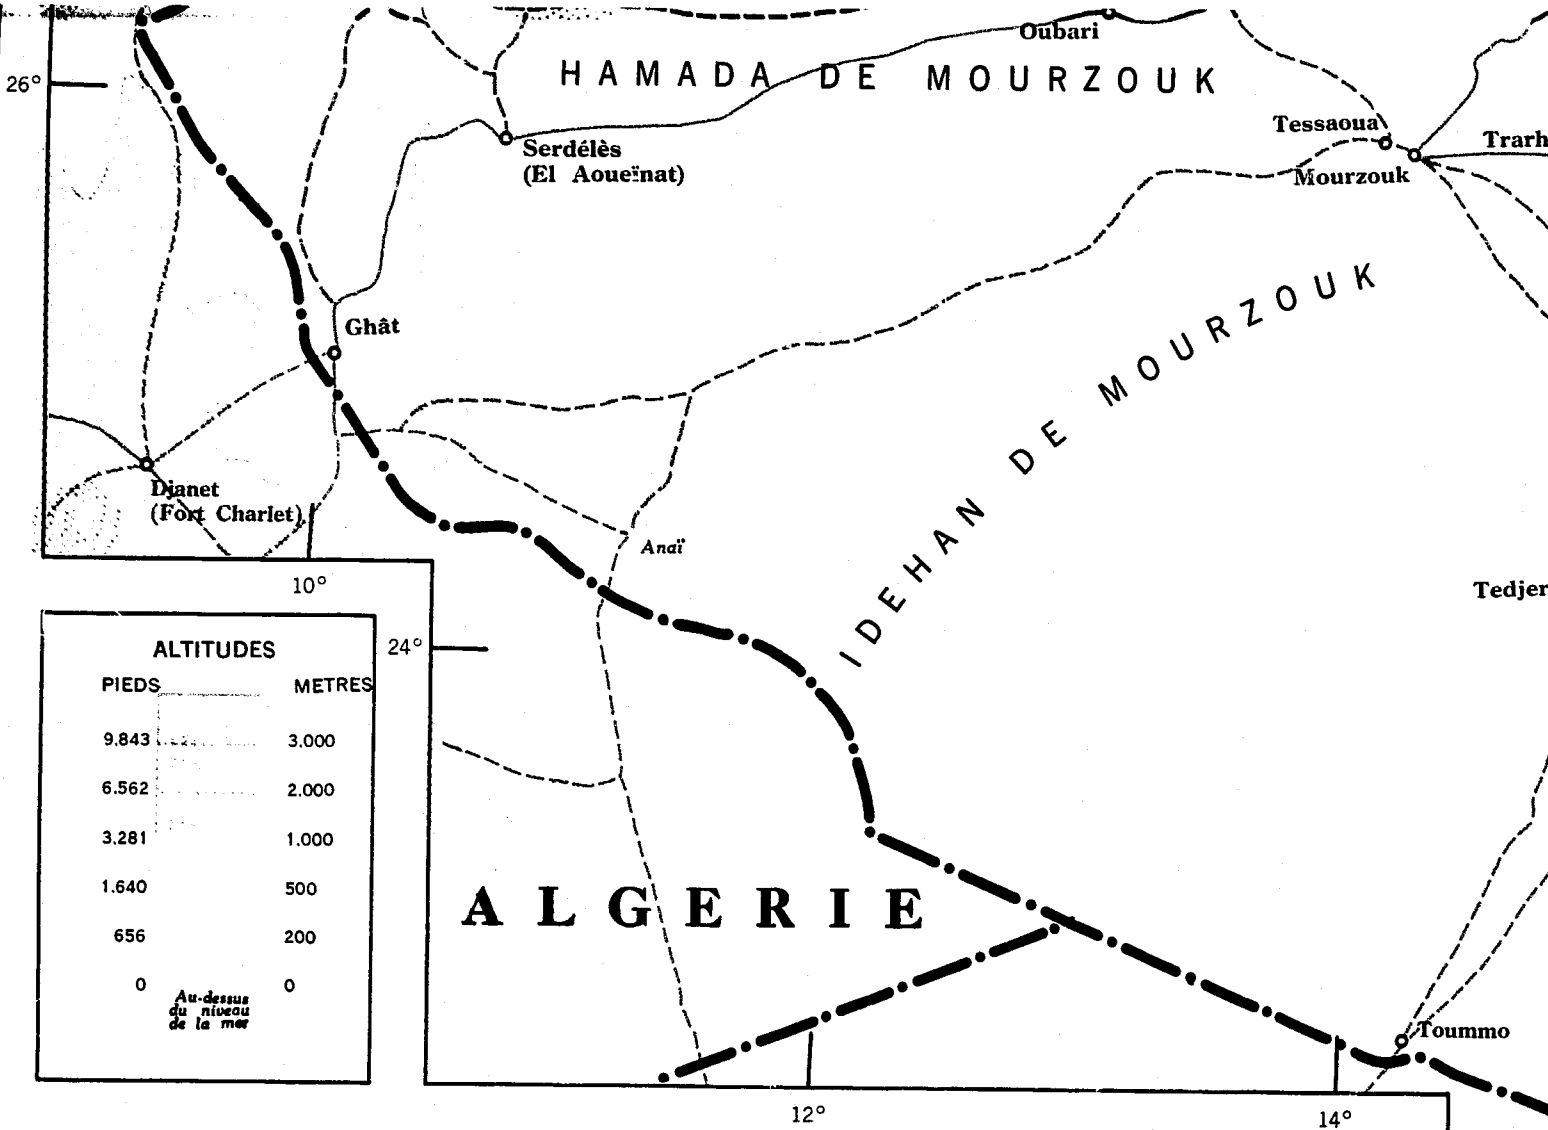 Oubari
26°
HAMADA DE MOURZOUK
Tessaoua
Trarh
Serdélès
(El Aoueïnat)
Mourzouk
IDEHAN DE MOURZOUK
Ghât
Djanet
(Fort Charlet)
Anaï
10°
Tedjer
24°
ALTITUDES
PIEDS METRES
9.843 3.000
6.562 2.000
3.281 1.000
1.640 500
656 200
0 0
Au-dessus
du niveau
de la mer
ALGERIE
Toummo
12°
14°